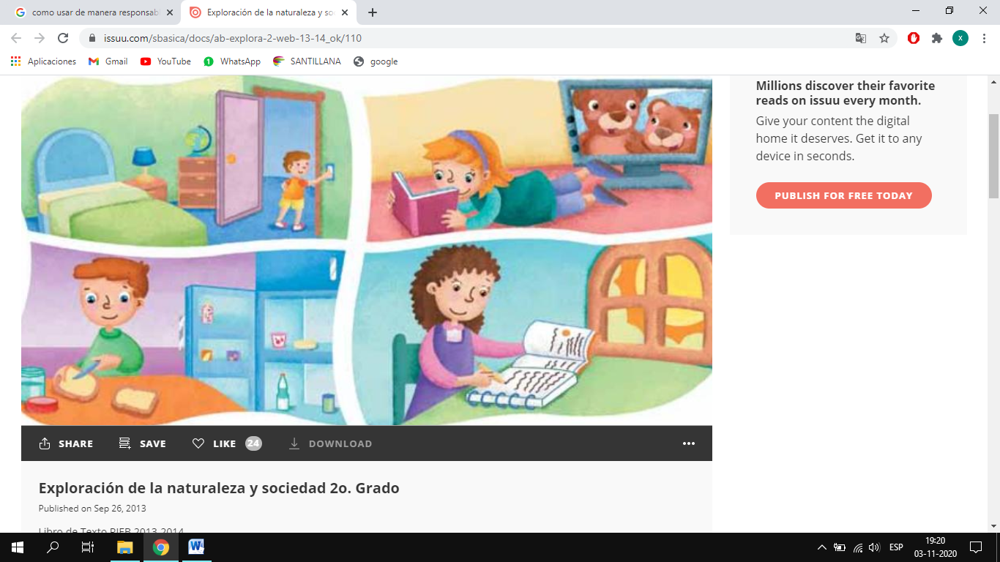 como usar de manera responsab
Exploración de la naturaleza y so
issuu.com/sbasica/docs/ab-explora-2-web-13-14_ok/110
x
Aplicaciones
Gmail
YouTube
1 WhatsApp
SANTILLANA
google
Millions discover their favorite
reads on issuu every month.
Give your content the digital
home it deserves. Get it to any
device in seconds.
PUBLISH FOR FREE TODAY
SHARE
SAVE
LIKE 24
DOWNLOAD
Exploración de la naturaleza y sociedad 2o. Grado
Published on Sep 26, 2013
Libro de Texto RIEB 2013-2014
ESP
19:20
03-11-2020